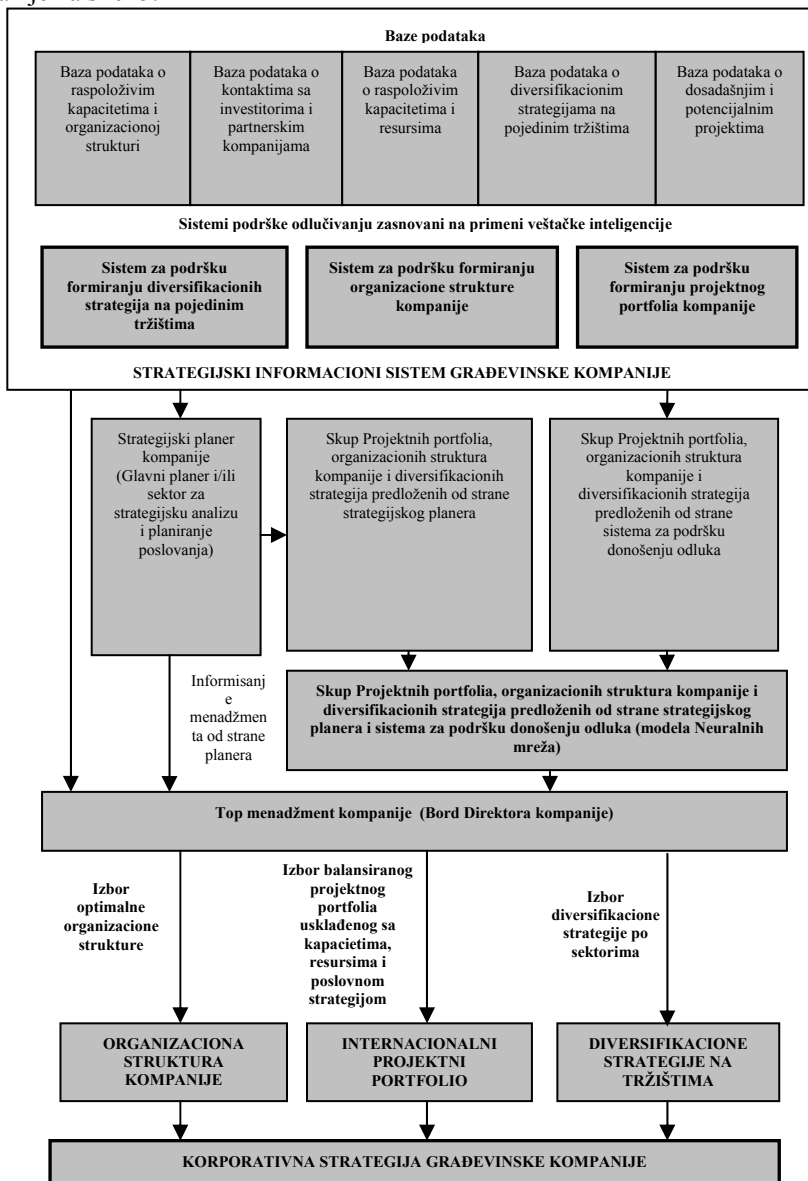 Baze podataka
Baza podataka o
raspoloživim
kapacitetima i
organizacionoj
strukturi
Baza podataka o
kontaktima sa
investitorima i
partnerskim
kompanijama
Baza podataka
o
raspoloživim
kapacitetima i
resursima
Baza podataka o
diversifikacionim
strategijama na
pojedinim tržištima
Baza podataka o
dosadašnjim i
potencijalnim
projektima
Sistemi podrške odlučivanju zasnovani na primeni veštačke inteligencije
Sistem za podršku
formiranju diversifikacionih
strategija na pojedinim
tržištima
Sistem za podršku formiranju
organizacione strukture
kompanije
Sistem za podršku
formiranju projektnog
portfolia kompanije
STRATEGIJSKI INFORMACIONI SISTEM GRAĐEVINSKE KOMPANIJE
Strategijski planer
kompanije
(Glavni planer i/ili
sektor za
strategijsku analizu
i planiranje
poslovanja)
Skup Projektnih portfolia,
organizacionih struktura
kompanije i diversifikacionih
strategija predloženih od strane
strategijskog planera
Skup Projektnih portfolia,
organizacionih struktura
kompanije i
diversifikacionih strategija
predloženih od strane
sistema za podršku
donošenju odluka
Informisanj
e
menadžmen
ta od strane
planera
Skup Projektnih portfolia, organizacionih struktura kompanije i
diversifikacionih strategija predloženih od strane strategijskog
planera i sistema za podršku donošenju odluka (modela Neuralnih
mreža)
Top menadžment kompanije (Bord Direktora kompanije)
Izbor
optimalne
organizacione
strukture
Izbor balansiranog
projektnog
portfolia
usklađenog sa
kapacietima,
resursima i
poslovnom
strategijom
Izbor
diversifikacione
strategije po
sektorima
ORGANIZACIONA
STRUKTURA
KOMPANIJE
INTERNACIONALNI
PROJEKTNI
PORTFOLIO
DIVERSIFIKACIONE
STRATEGIJE NA
TRŽIŠTIMA
KORPORATIVNA STRATEGIJA GRAĐEVINSKE KOMPANIJE